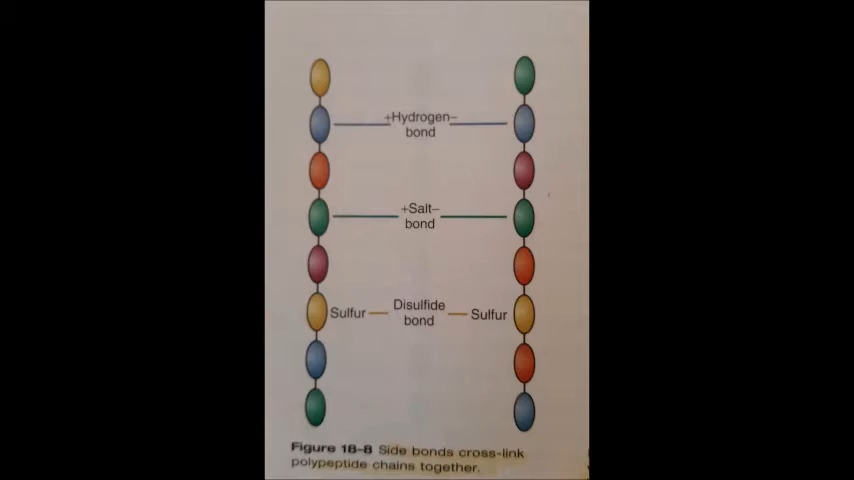 +Hydrogen–
bond
+Salt–
bond
Sulfur
Disulfide
bond
Sulfur
Figure 18–8 Side bonds cross-link
polypeptide chains together.